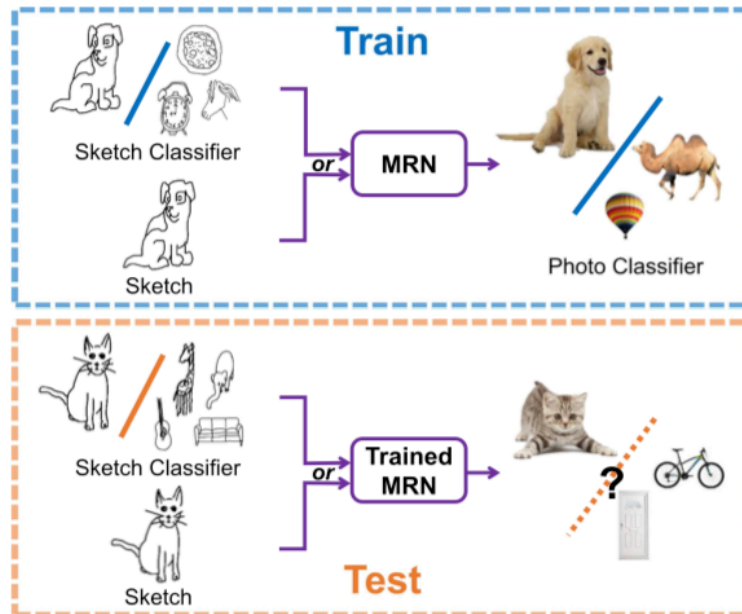 Train
Sketch Classifier
or
MRN
Sketch
Photo Classifier
Sketch Classifier
or
Trained
MRN
?
Sketch
Test